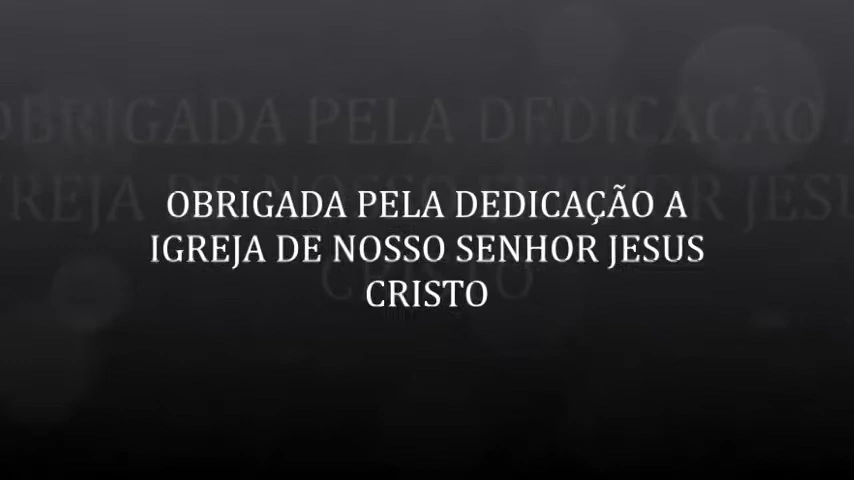 OBRIGADA PELA DEDICAÇÃO A
IGREJA DE NOSSO SENHOR JESUS
CRISTO